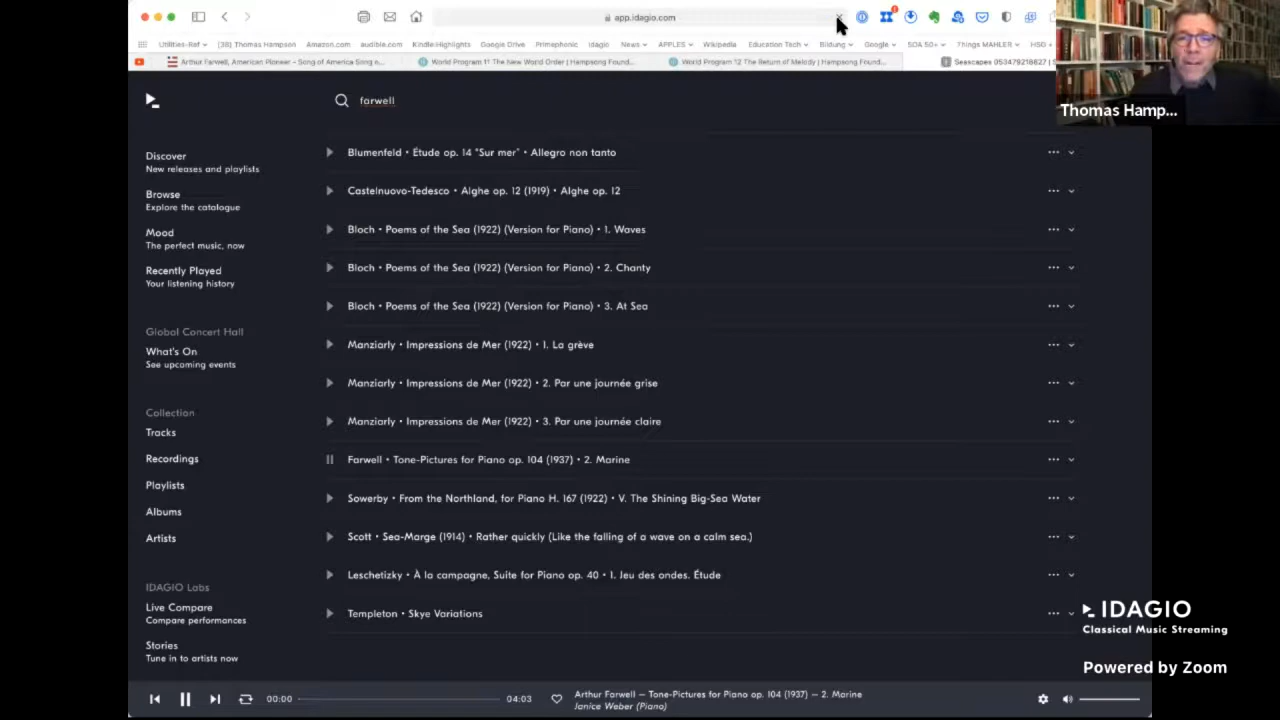 app.idagio.com
Utilities-Ref
(38) Thomas Hampson
Amazon.com
audible.com
Kindle:Highlights
Google Drive
Primephonic
Idagio
News
APPLES
Wikipedia
Education Tech
Bildung
Google
SOA 50+
Things MAHLER
HSO
Arthur Farwell, American Pioneer - Song of America Song o...
World Program 11 The New World Order | Hampsong Found...
World Program 12 The Return of Melody | Hampsong Found...
Seascapes 053479218827 | S
Thomas Hamp...
farwell
Discover
New releases and playlists
Browse
Explore the catalogue
Mood
The perfect music, now
Recently Played
Your listening history
Global Concert Hall
What's On
See upcoming events
Collection
Tracks
Recordings
Playlists
Albums
Artists
IDAGIO Labs
Live Compare
Compare performances
Stories
Tune in to artists now
Blumenfeld • Étude op. 14 "Sur mer" • Allegro non tanto
Castelnuovo-Tedesco • Alghe op. 12 (1919) • Alghe op. 12
Bloch • Poems of the Sea (1922) (Version for Piano) • 1. Waves
Bloch • Poems of the Sea (1922) (Version for Piano) • 2. Chanty
Bloch • Poems of the Sea (1922) (Version for Piano) • 3. At Sea
Manziarly • Impressions de Mer (1922) • 1. La grève
Manziarly • Impressions de Mer (1922) • 2. Par une journée grise
Manziarly • Impressions de Mer (1922) • 3. Par une journée claire
Farwell • Tone-Pictures for Piano op. 104 (1937) • 2. Marine
Sowerby • From the Northland, for Piano H. 167 (1922) • V. The Shining Big-Sea Water
Scott • Sea-Marge (1914) • Rather quickly (Like the falling of a wave on a calm sea.)
Leschetizky • À la campagne, Suite for Piano op. 40 • 1. Jeu des ondes. Étude
Templeton • Skye Variations
IDAGIO
Classical Music Streaming
Powered by Zoom
00:00
04:03
Arthur Farwell – Tone-Pictures for Piano op. 104 (1937) – 2. Marine
Janice Weber (Piano)